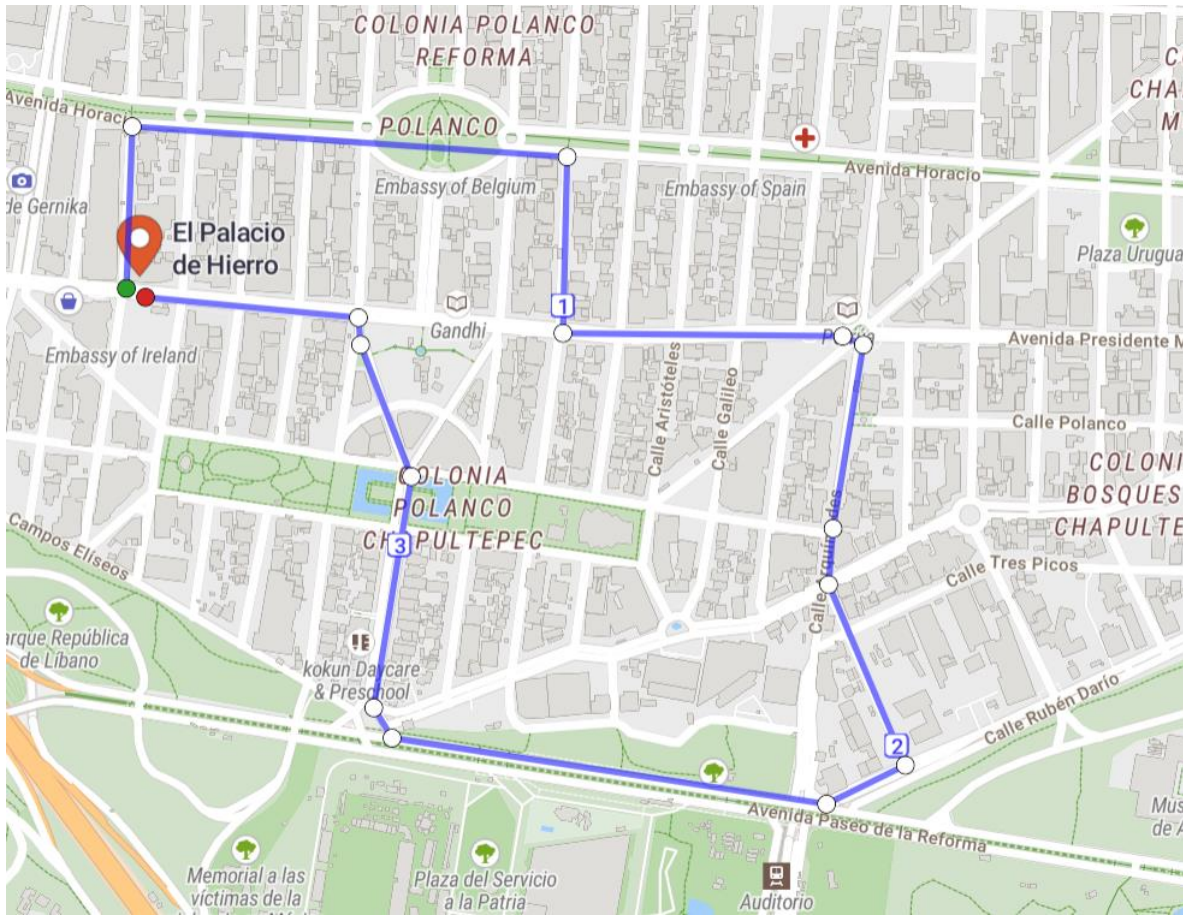 COLONIA POLANCO
REFORMA
Avenida Horaci
POLANCO
Embassy of Belgium
Embassy of Spain
Avenida Horacio
de Gernika
El Palacio
de Hierro
Plaza Urugua
1
Gandhi
Embassy of Ireland
Avenida Presidente M
Calle Aristóteles
Calle Galileo
Calle Polanco
COLONIA
POLANCO
CHAPULTEPEC
COLONI
BOSQUES
CHAPULTE
3
Campos Elíseos
Calle
Calle Tres Picos
arque República
de Líbano
kokun Daycare
& Preschool
2
Calle Rubén Darío
Avenida Paseo de la Reforma
Memorial a las
víctimas de la
Plaza del Servicio
a la Patria
Auditorio
Mus
de A